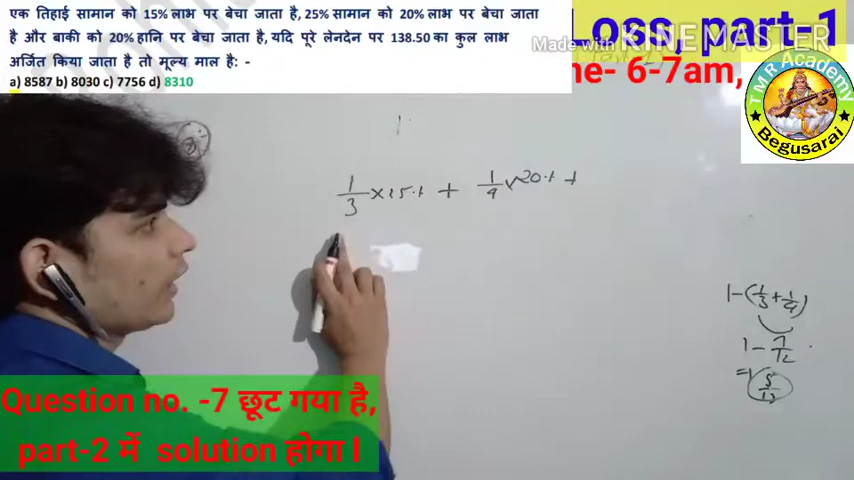 एक तिहाई सामान को 15% लाभ पर बेचा जाता है, 25% सामान को 20% लाभ पर बेचा जाता
है और बाकी को 20% हानि पर बेचा जाता है, यदि पूरे लेनदेन पर 138.50 का कुल लाभ
अर्जित किया जाता है तो मूल्य माल है: -
a) 8587 b) 8030 c) 7756 d) 8310
Loss, part-1
Made with KINEMASTER
me- 6-7am,
TMR Academy
Begusarai
1/3 × 15% + 1/4 × 20% +
1-(1/3+1/4)
1-7/12
=5/12
Question no. -7 छूट गया है,
part-2 में solution होगा l